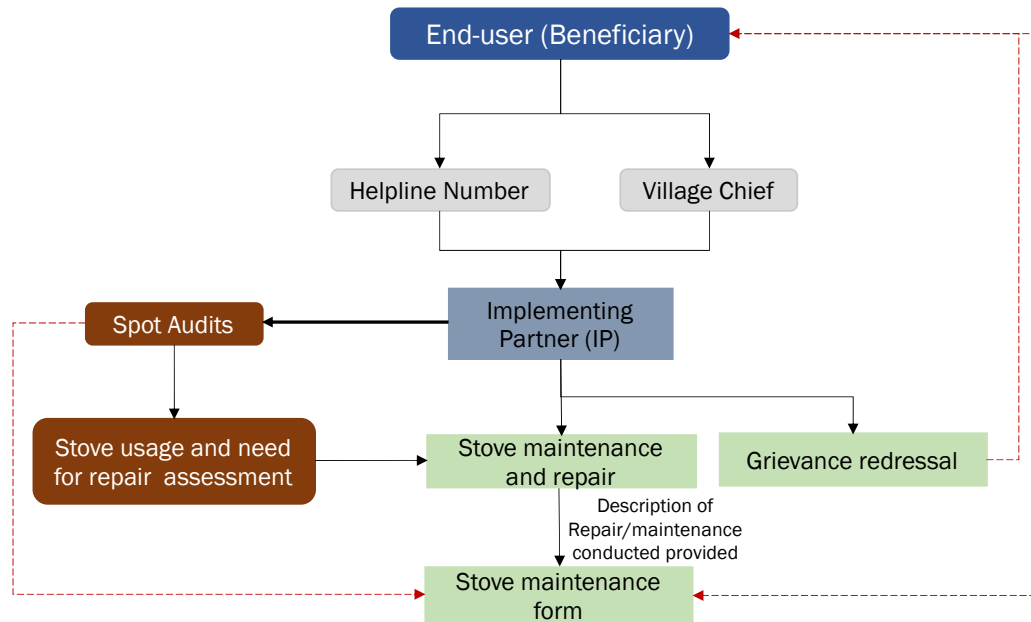 End-user (Beneficiary)
Helpline Number
Village Chief
Implementing
Partner (IP)
Spot Audits
Stove usage and need
for repair assessment
Stove maintenance
and repair
Grievance redressal
Description of
Repair/maintenance
conducted provided
Stove maintenance
form